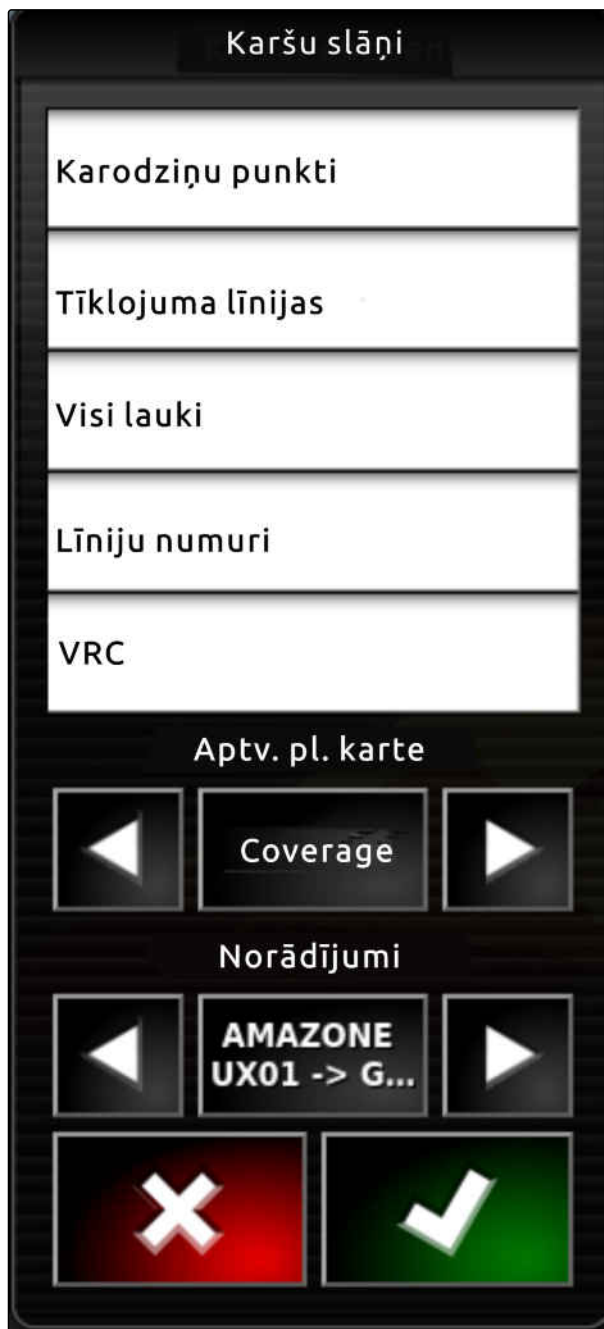 Karšu slāņi
Karodziņu punkti
Tīklojuma līnijas
Visi lauki
Līniju numuri
VRC
Aptv. pl. karte
Coverage
Norādījumi
AMAZONE
UX01 -> G...